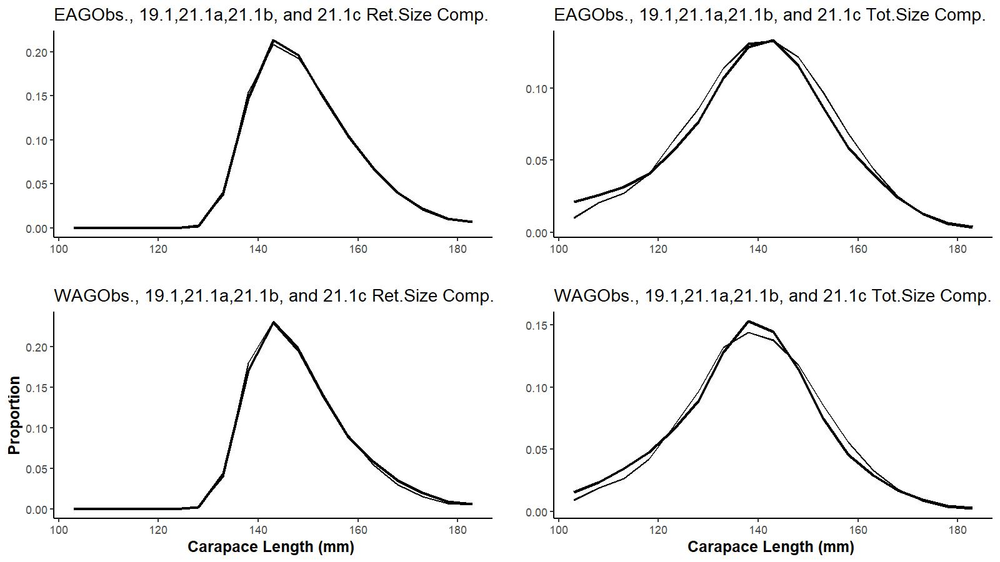 EAGObs., 19.1,21.1a,21.1b, and 21.1c Ret.Size Comp.
0.20
0.15
0.10
0.05
0.00
100 120 140 160 180
EAGObs., 19.1,21.1a,21.1b, and 21.1c Tot.Size Comp.
0.10
0.05
0.00
100 120 140 160 180
WAGObs., 19.1,21.1a,21.1b, and 21.1c Ret.Size Comp.
Proportion
0.20
0.15
0.10
0.05
0.00
100 120 140 160 180
Carapace Length (mm)
WAGObs., 19.1,21.1a,21.1b, and 21.1c Tot.Size Comp.
0.15
0.10
0.05
0.00
100 120 140 160 180
Carapace Length (mm)